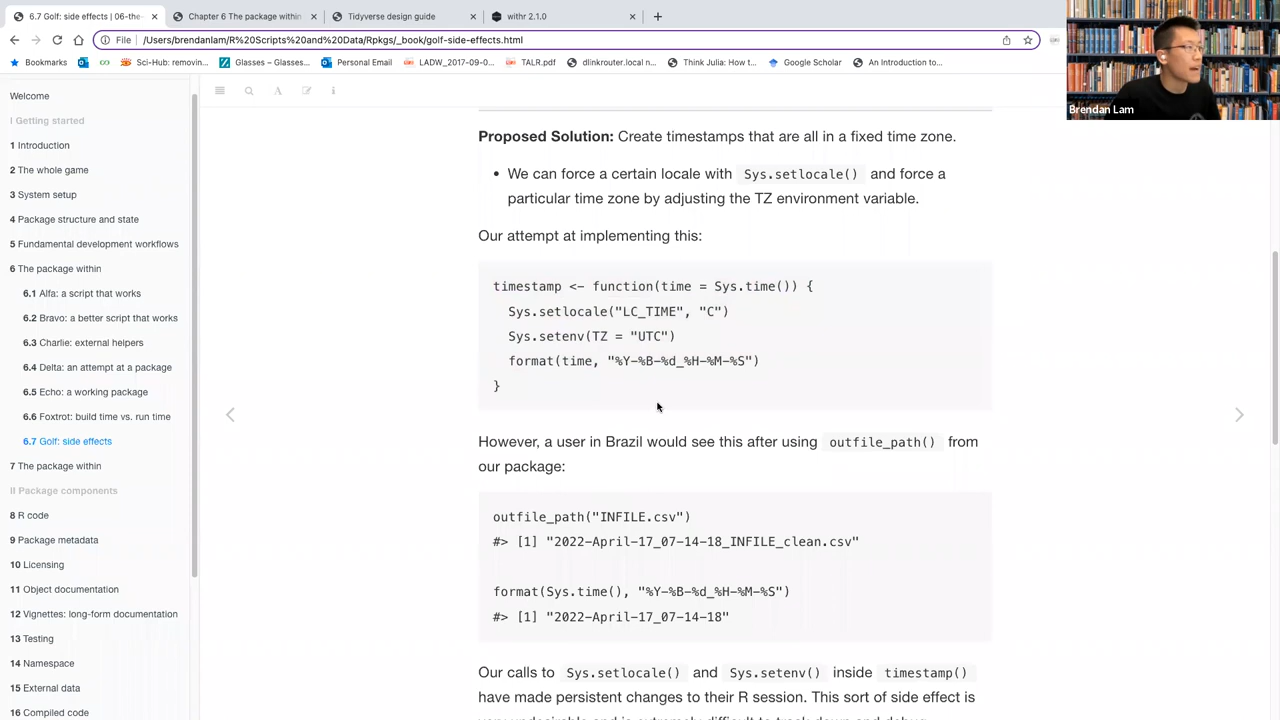 6.7 Golf: side effects | 06-the-
Chapter 6 The package within
Tidyverse design guide
withr 2.1.0
File
/Users/brendanlam/R%20Scripts%20and%20Data/Rpkgs/_book/golf-side-effects.html
Bookmarks
Sci-Hub: removin...
Glasses – Glasses...
Personal Email
LADW_2017-09-0...
TALR.pdf
dlinkrouter.local n...
Think Julia: How t...
Google Scholar
An Introduction to...
Brendan Lam
Welcome
I Getting started
1 Introduction
2 The whole game
3 System setup
4 Package structure and state
5 Fundamental development workflows
6 The package within
6.1 Alfa: a script that works
6.2 Bravo: a better script that works
6.3 Charlie: external helpers
6.4 Delta: an attempt at a package
6.5 Echo: a working package
6.6 Foxtrot: build time vs. run time
6.7 Golf: side effects
7 The package within
II Package components
8 R code
9 Package metadata
10 Licensing
11 Object documentation
12 Vignettes: long-form documentation
13 Testing
14 Namespace
15 External data
16 Compiled code
Proposed Solution: Create timestamps that are all in a fixed time zone.
• We can force a certain locale with Sys.setlocale() and force a
particular time zone by adjusting the TZ environment variable.
Our attempt at implementing this:
timestamp <- function(time = Sys.time()) {
Sys.setlocale("LC_TIME", "C")
Sys.setenv(TZ = "UTC")
format(time, "%Y-%B-%d_%H-%M-%S")
}
However, a user in Brazil would see this after using outfile_path() from
our package:
outfile_path("INFILE.csv")
#> [1] "2022-April-17_07-14-18_INFILE_clean.csv"
format(Sys.time(), "%Y-%B-%d_%H-%M-%S")
#> [1] "2022-April-17_07-14-18"
Our calls to Sys.setlocale() and Sys.setenv() inside timestamp()
have made persistent changes to their R session. This sort of side effect is
very undesirable and is extremely difficult to track down and debug.